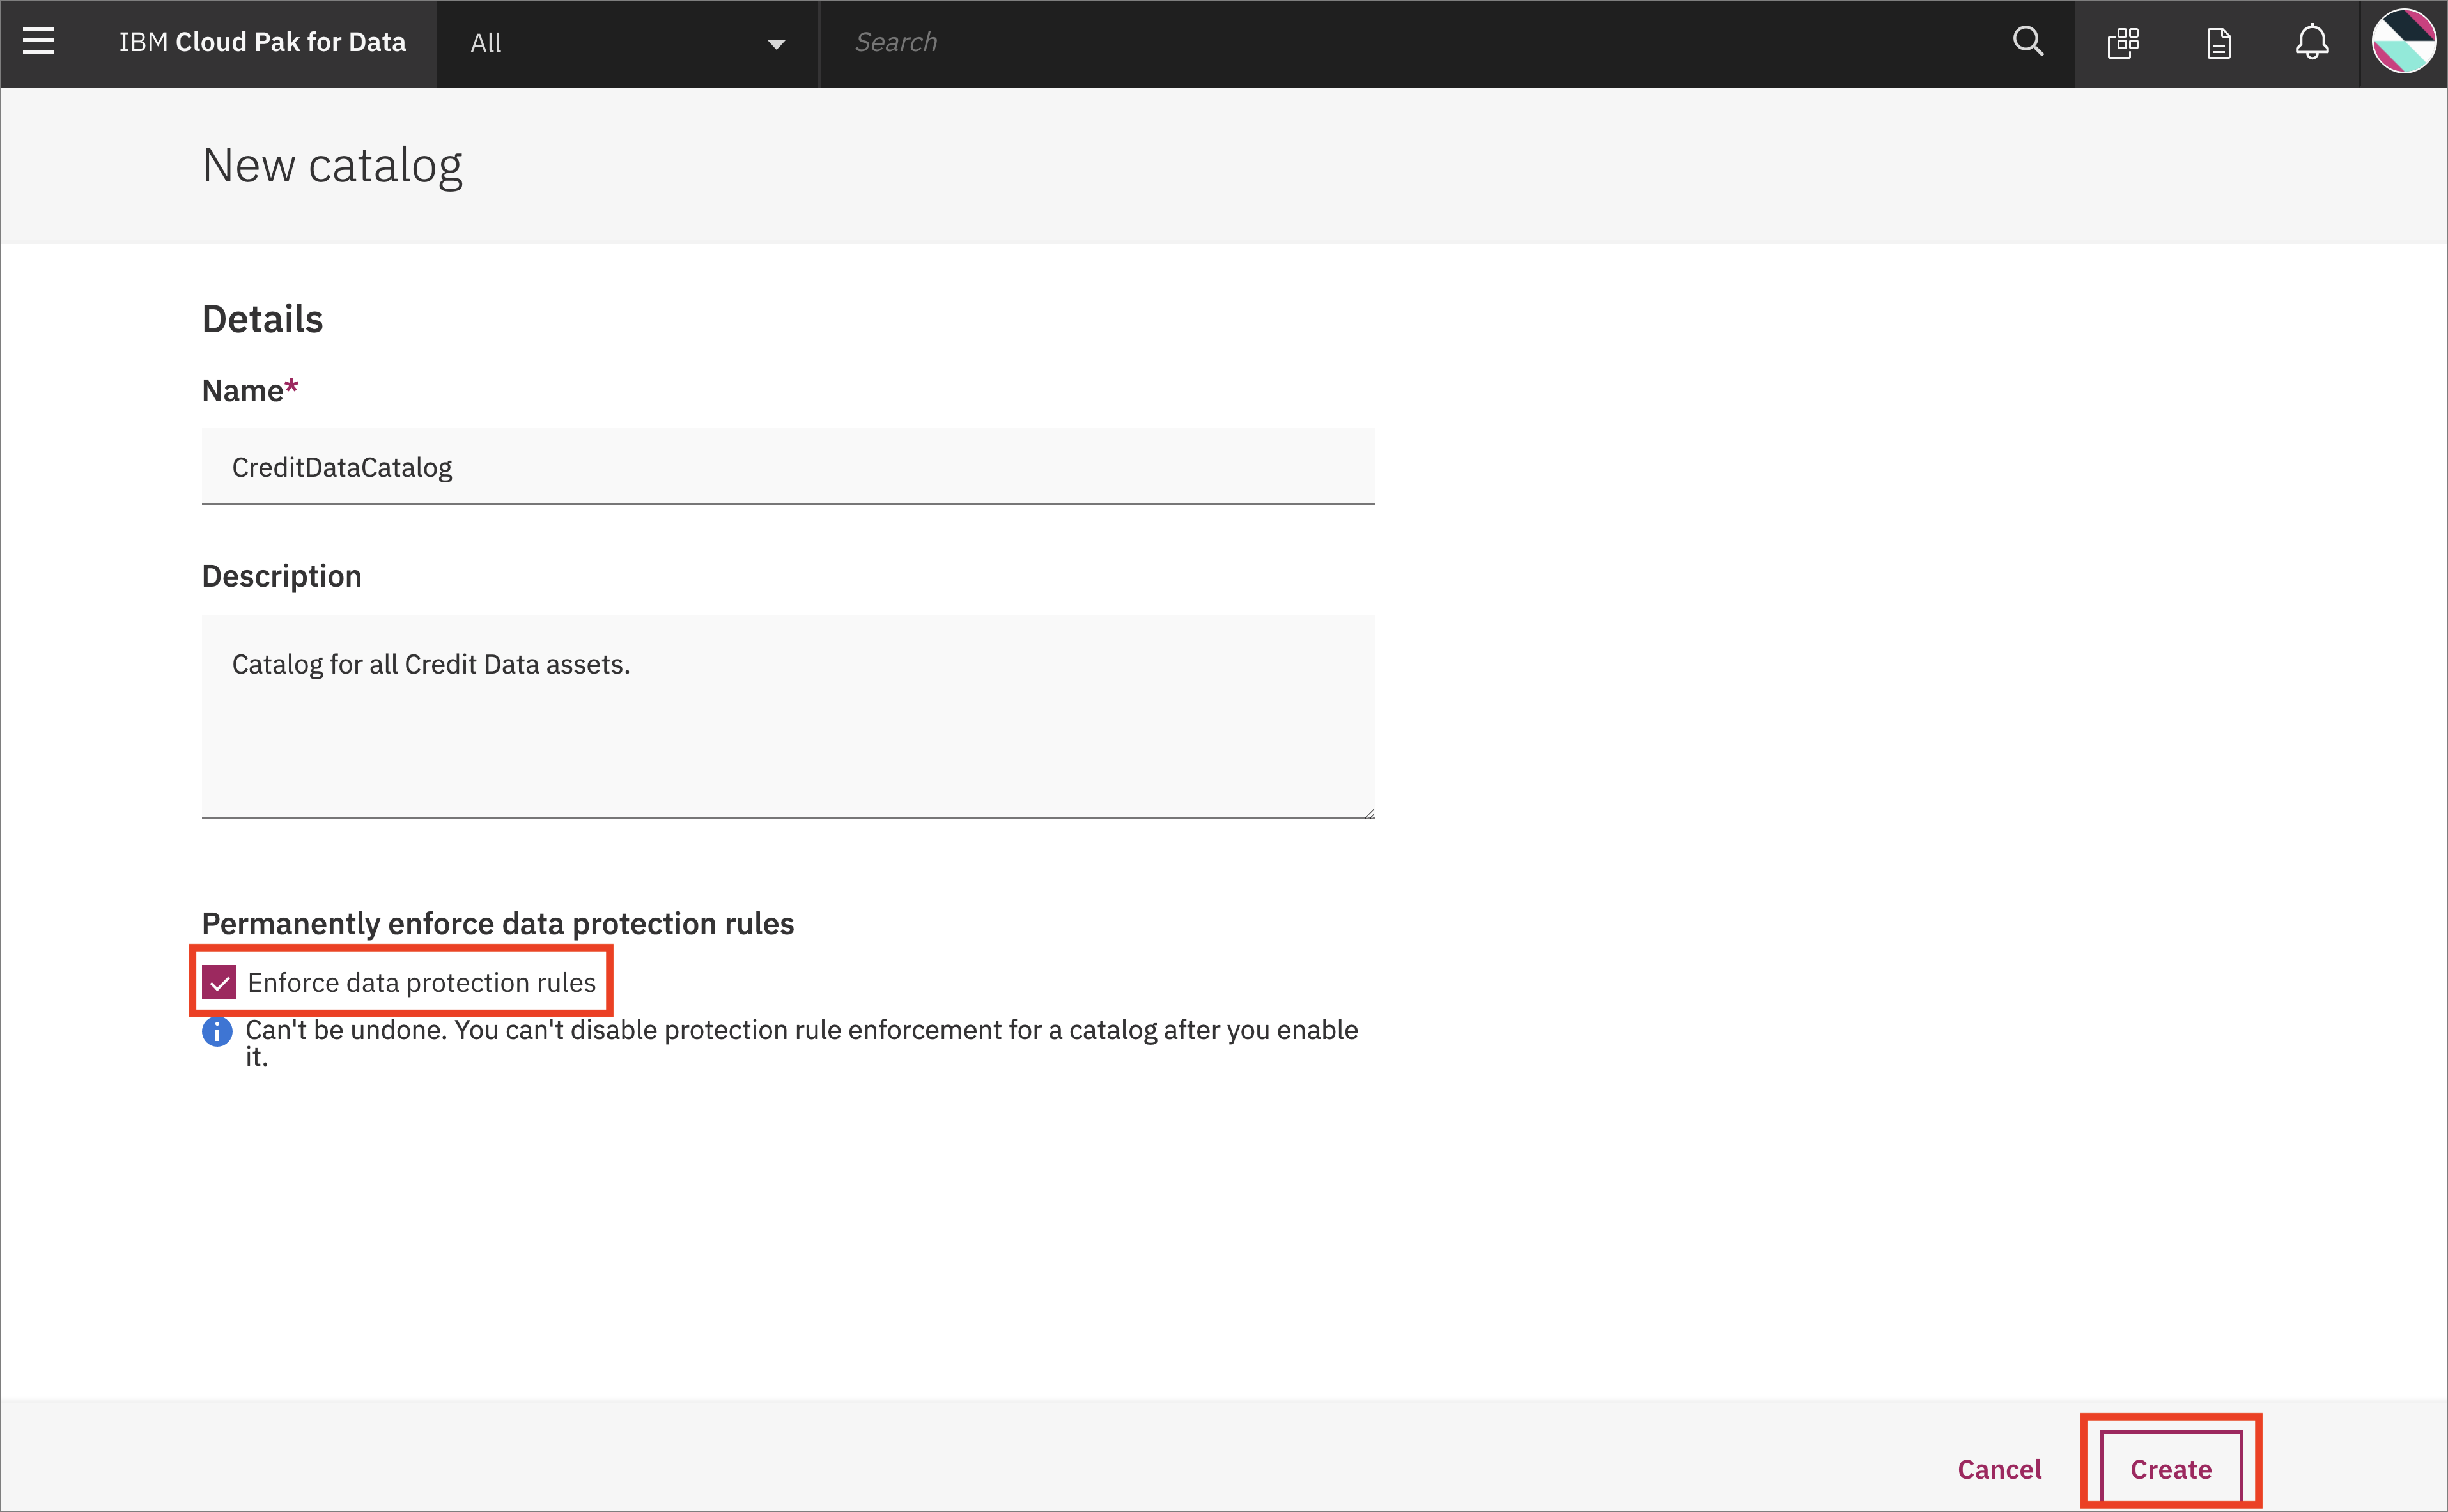 IBM Cloud Pak for Data
All
Search
New catalog
Details
Name*
CreditDataCatalog
Description
Catalog for all Credit Data assets.
Permanently enforce data protection rules
Enforce data protection rules
Can't be undone. You can't disable protection rule enforcement for a catalog after you enable
it.
Cancel
Create